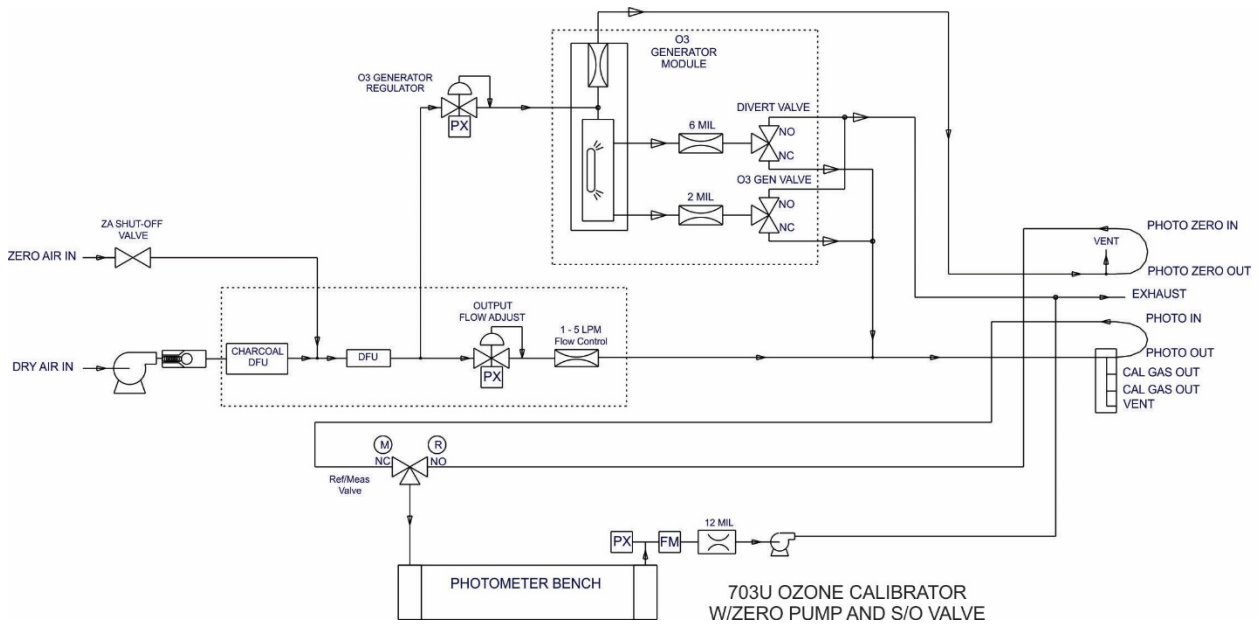 O3
GENERATOR
MODULE
O3 GENERATOR
REGULATOR
PX
DIVERT VALVE
6 MIL
NO
NC
O3 GEN VALVE
2 MIL
NO
NC
ZA SHUT-OFF
VALVE
ZERO AIR IN
PHOTO ZERO IN
VENT
PHOTO ZERO OUT
EXHAUST
OUTPUT
FLOW ADJUST
1 - 5 LPM
Flow Control
PHOTO IN
PHOTO OUT
CHARCOAL
DFU
DFU
PX
DRY AIR IN
CAL GAS OUT
CAL GAS OUT
VENT
M
R
NC
NO
Ref/Meas
Valve
12 MIL
PX
FM
PHOTOMETER BENCH
703U OZONE CALIBRATOR
W/ZERO PUMP AND S/O VALVE